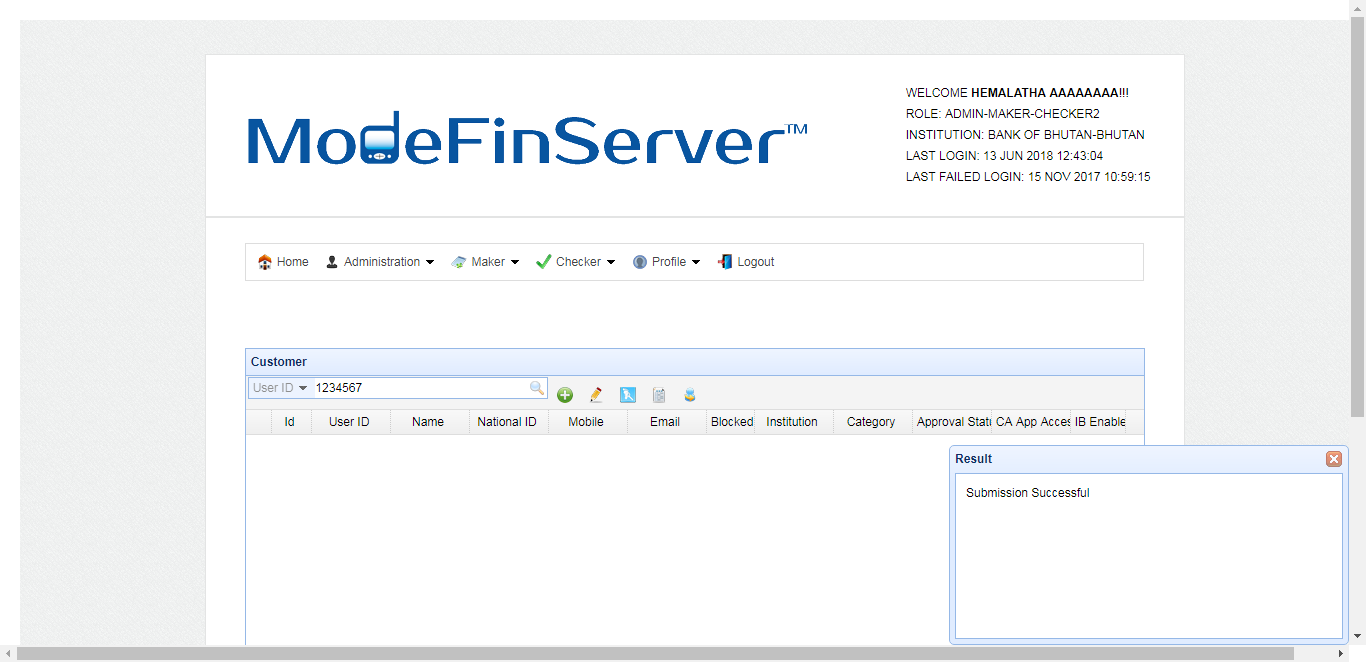 ModeFinServer™
WELCOME HEMALATHA AAAAAAAA!!!
ROLE: ADMIN-MAKER-CHECKER2
INSTITUTION: BANK OF BHUTAN-BHUTAN
LAST LOGIN: 13 JUN 2018 12:43:04
LAST FAILED LOGIN: 15 NOV 2017 10:59:15
Home Administration Maker Checker Profile Logout
Customer
User ID 1234567
Id User ID Name National ID Mobile Email Blocked Institution Category Approval Statu CA App Acces IB Enable
Result
Submission Successful